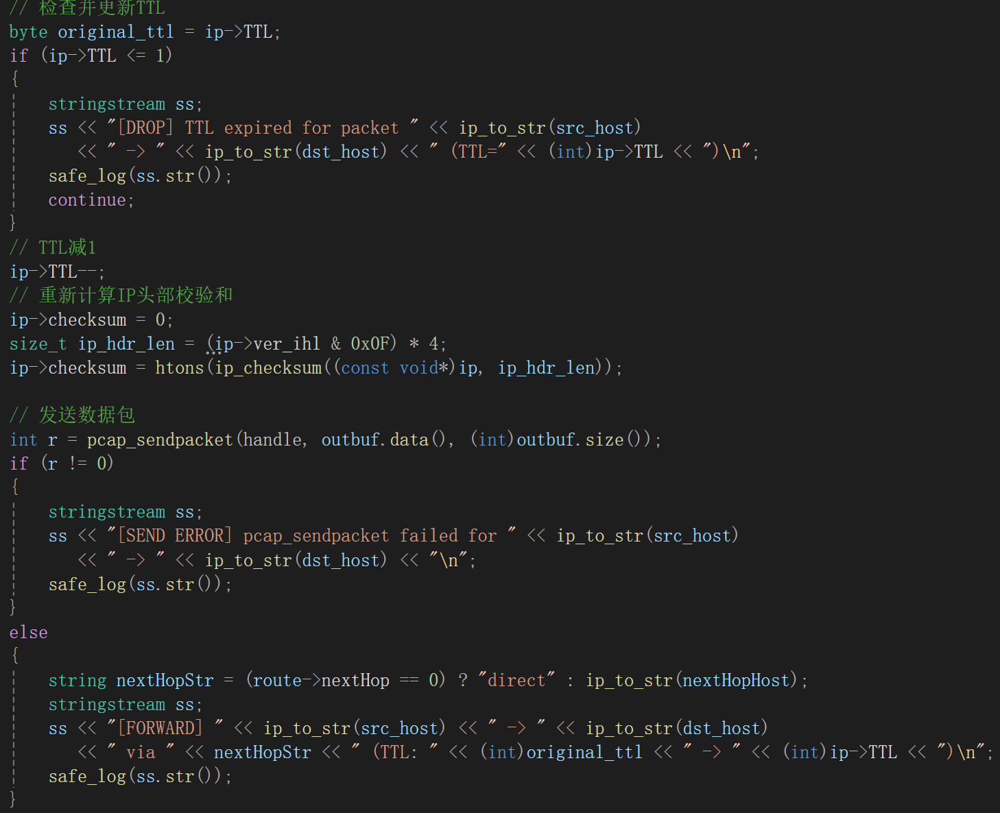 // 检查并更新TTL
byte original_ttl = ip->TTL;
if (ip->TTL <= 1)
{
    stringstream ss;
    ss << "[DROP] TTL expired for packet " << ip_to_str(src_host)
       << " -> " << ip_to_str(dst_host) << " (TTL=" << (int)ip->TTL << ")\n";
    safe_log(ss.str());
    continue;
}
// TTL减1
ip->TTL--;
// 重新计算IP头部校验和
ip->checksum = 0;
size_t ip_hdr_len = (ip->ver_ihl & 0x0F) * 4;
ip->checksum = htons(ip_checksum((const void*)ip, ip_hdr_len));

// 发送数据包
int r = pcap_sendpacket(handle, outbuf.data(), (int)outbuf.size());
if (r != 0)
{
    stringstream ss;
    ss << "[SEND ERROR] pcap_sendpacket failed for " << ip_to_str(src_host)
       << " -> " << ip_to_str(dst_host) << "\n";
    safe_log(ss.str());
}
else
{
    string nextHopStr = (route->nextHop == 0) ? "direct" : ip_to_str(nextHopHost);
    stringstream ss;
    ss << "[FORWARD] " << ip_to_str(src_host) << " -> " << ip_to_str(dst_host)
       << " via " << nextHopStr << " (TTL: " << (int)original_ttl << " -> " << (int)ip->TTL << ")\n";
    safe_log(ss.str());
}